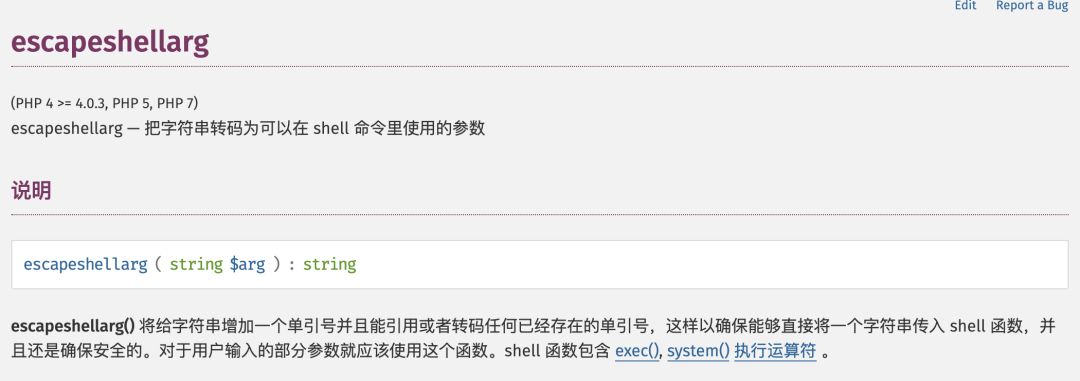 Edit Report a Bug
escapeshellarg
(PHP 4 >= 4.0.3, PHP 5, PHP 7)
escapeshellarg — 把字符串转码为可以在 shell 命令里使用的参数
说明
escapeshellarg ( string $arg ) : string
escapeshellarg() 将给字符串增加一个单引号并且能引用或者转码任何已经存在的单引号，这样以确保能够直接将一个字符串传入 shell 函数，并
且还是确保安全的。对于用户输入的部分参数就应该使用这个函数。shell 函数包含 exec(), system() 执行运算符 。